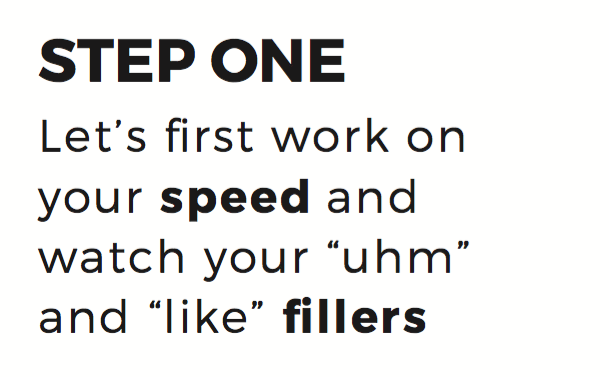 STEP ONE
Let’s first work on
your speed and
watch your “uhm”
and “like” fillers